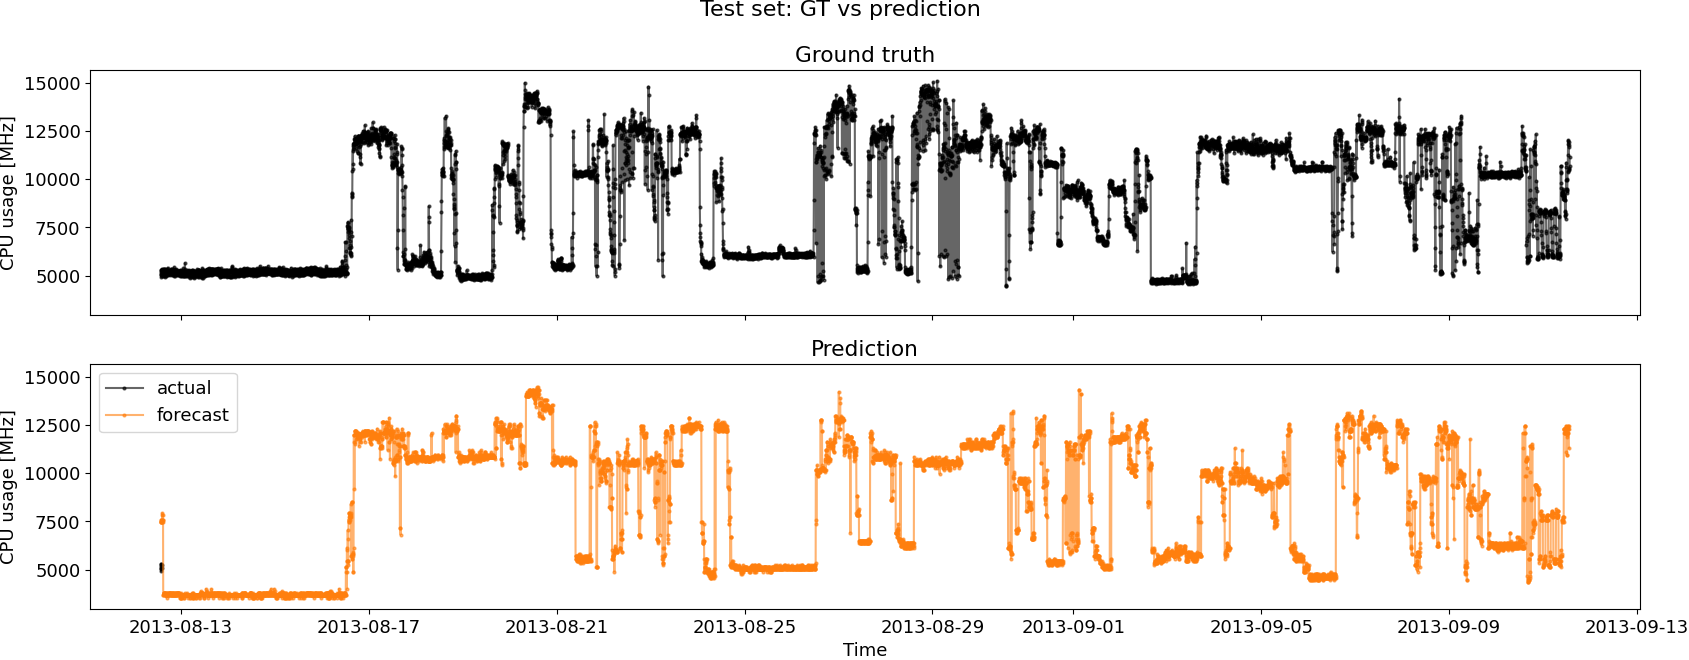 Test set: GT vs prediction
Ground truth
15000
12500
10000
7500
5000
CPU usage [MHz]
Prediction
15000
12500
10000
7500
5000
CPU usage [MHz]
actual
forecast
2013-08-13 2013-08-17 2013-08-21 2013-08-25 2013-08-29 2013-09-01 2013-09-05 2013-09-09 2013-09-13
Time